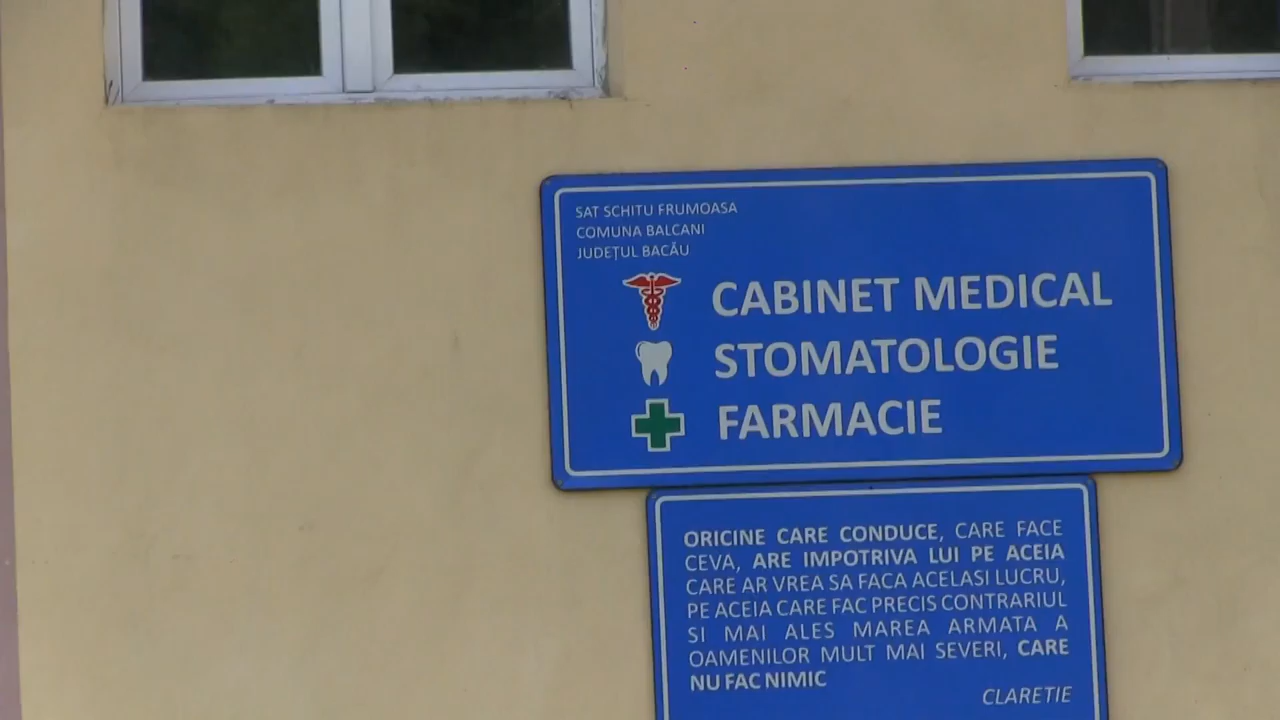 SAT SCHITU FRUMOASA
COMUNA BALCANI
JUDEȚUL BACĂU
CABINET MEDICAL
STOMATOLOGIE
FARMACIE
ORICINE CARE CONDUCE, CARE FACE
CEVA, ARE IMPOTRIVA LUI PE ACEIA
CARE AR VREA SA FACA ACELASI LUCRU,
PE ACEIA CARE FAC PRECIS CONTRARIUL
SI MAI ALES MAREA ARMATA A
OAMENILOR MULT MAI SEVERI, CARE
NU FAC NIMIC
CLARETIE